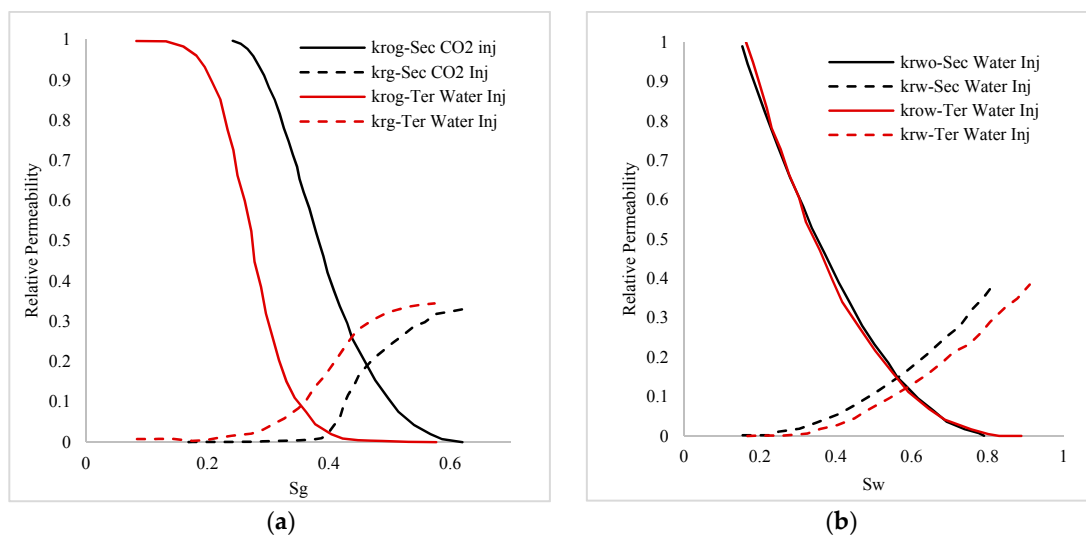 1
0.9
0.8
0.7
0.6
0.5
0.4
0.3
0.2
0.1
0
0 0.2 0.4 0.6
Relative Permeability
Sg
krog-Sec CO2 inj
krg-Sec CO2 Inj
krog-Ter Water Inj
krg-Ter Water Inj
(a)
1
0.9
0.8
0.7
0.6
0.5
0.4
0.3
0.2
0.1
0
0 0.2 0.4 0.6 0.8 1
Relative Permeability
Sw
krwo-Sec Water Inj
krw-Sec Water Inj
krow-Ter Water Inj
krw-Ter Water Inj
(b)